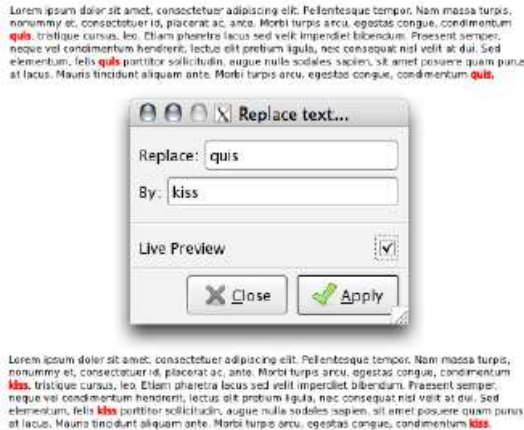 Lorem ipsum dolor sit amet, consectetuer adipiscing elit. Pellentesque tempor. Nam massa turpis,
nonummy et, consectetuer id, placerat ac, ante. Morbi turpis arcu, egestas congue, condimentum
quis, tristique cursus, leo. Etiam pharetra lacus sed velit imperdiet bibendum. Praesent semper,
neque vel condimentum hendrerit, lectus elit pretium ligula, nec consequat nisl velit at dui. Sed
elementum, felis quis porttitor sollicitudin, augue nulla sodales sapien, sit amet posuere quam purus
at lacus. Mauris tincidunt aliquam ante. Morbi turpis arcu, egestas congue, condimentum quis,
Replace text...
Replace: quis
By: kiss
Live Preview
Close Apply
Lorem ipsum dolor sit amet, consectetuer adipiscing elit. Pellentesque tempor. Nam massa turpis,
nonummy et, consectetuer id, placerat ac, ante. Morbi turpis arcu, egestas congue, condimentum
kiss, tristique cursus, leo. Etiam pharetra lacus sed velit imperdiet bibendum. Praesent semper,
neque vel condimentum hendrerit, lectus elit pretium ligula, nec consequat nisl velit at dui. Sed
elementum, felis kiss porttitor sollicitudin, augue nulla sodales sapien, sit amet posuere quam purus
at lacus. Mauris tincidunt aliquam ante. Morbi turpis arcu, egestas congue, condimentum kiss,